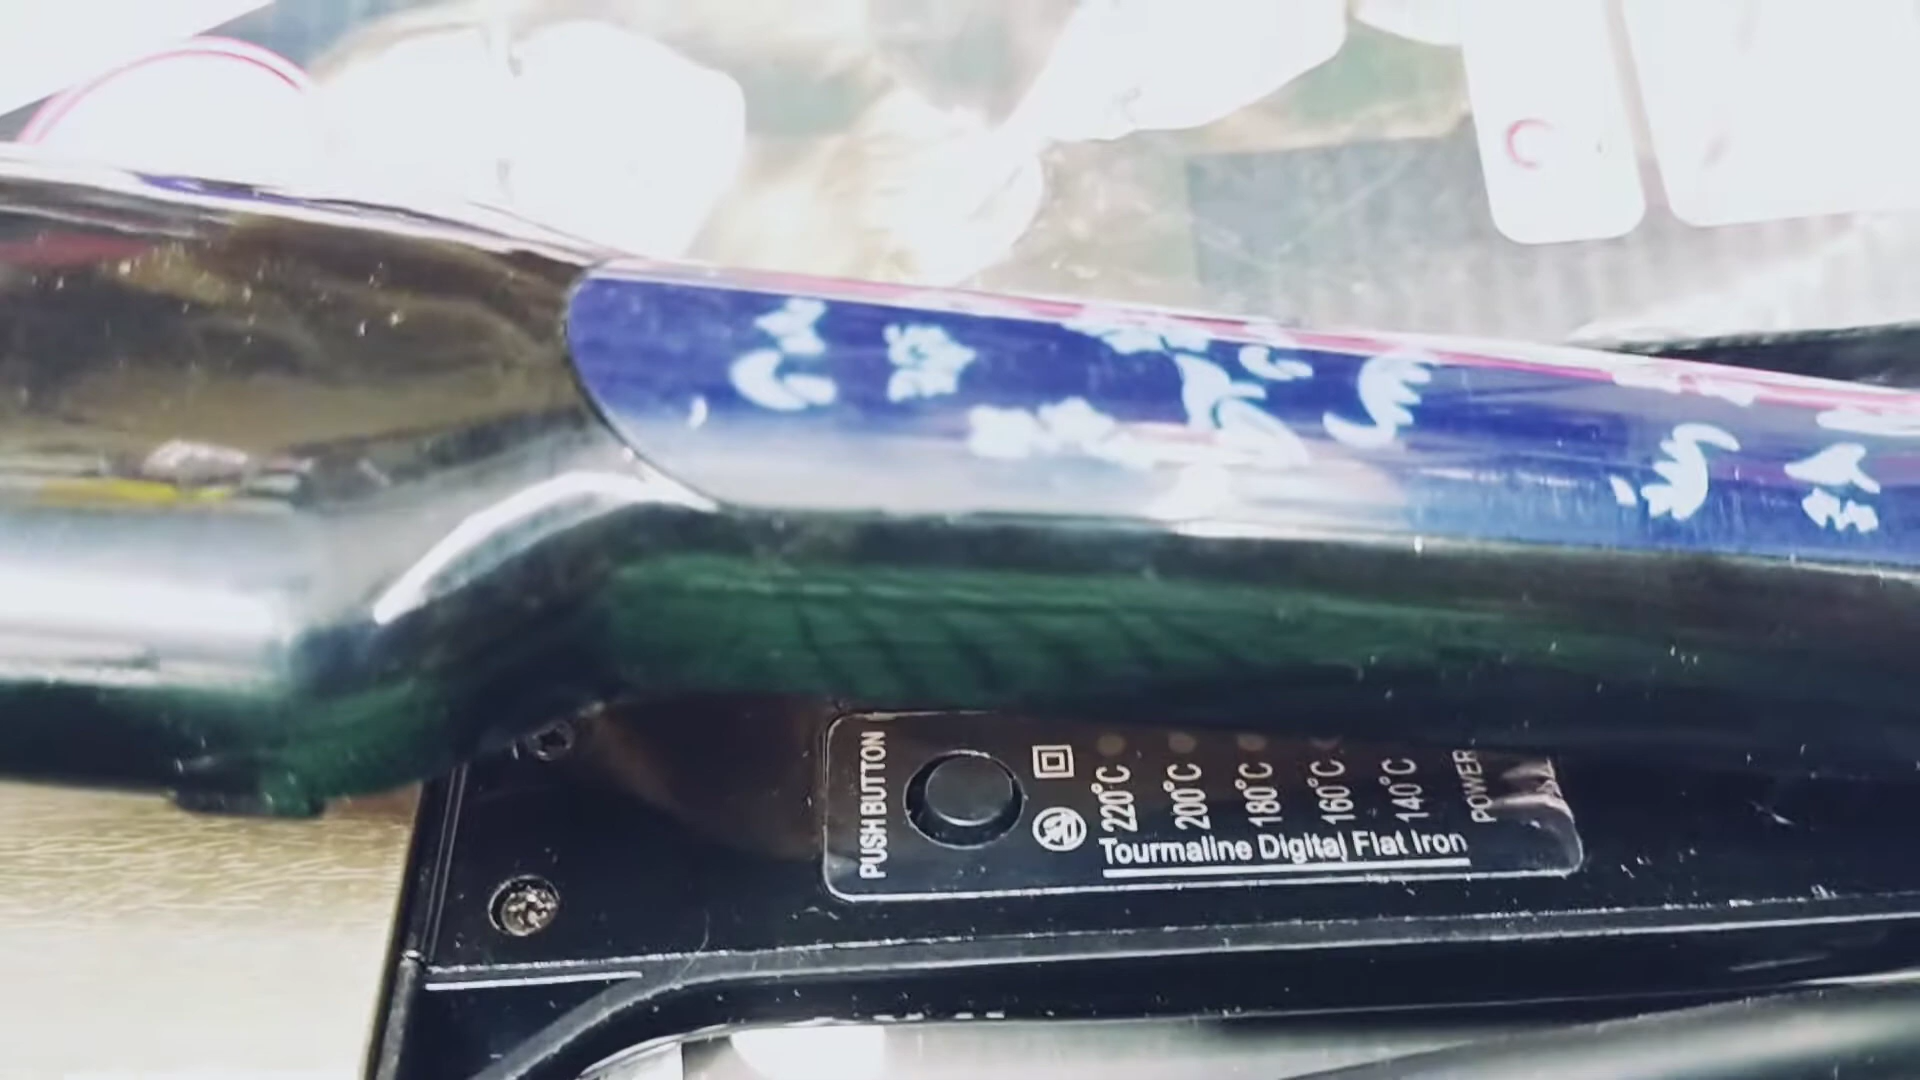 PUSH BUTTON
220°C
200°C
180°C
160°C
140°C
POWER
Tourmaline Digital Flat Iron